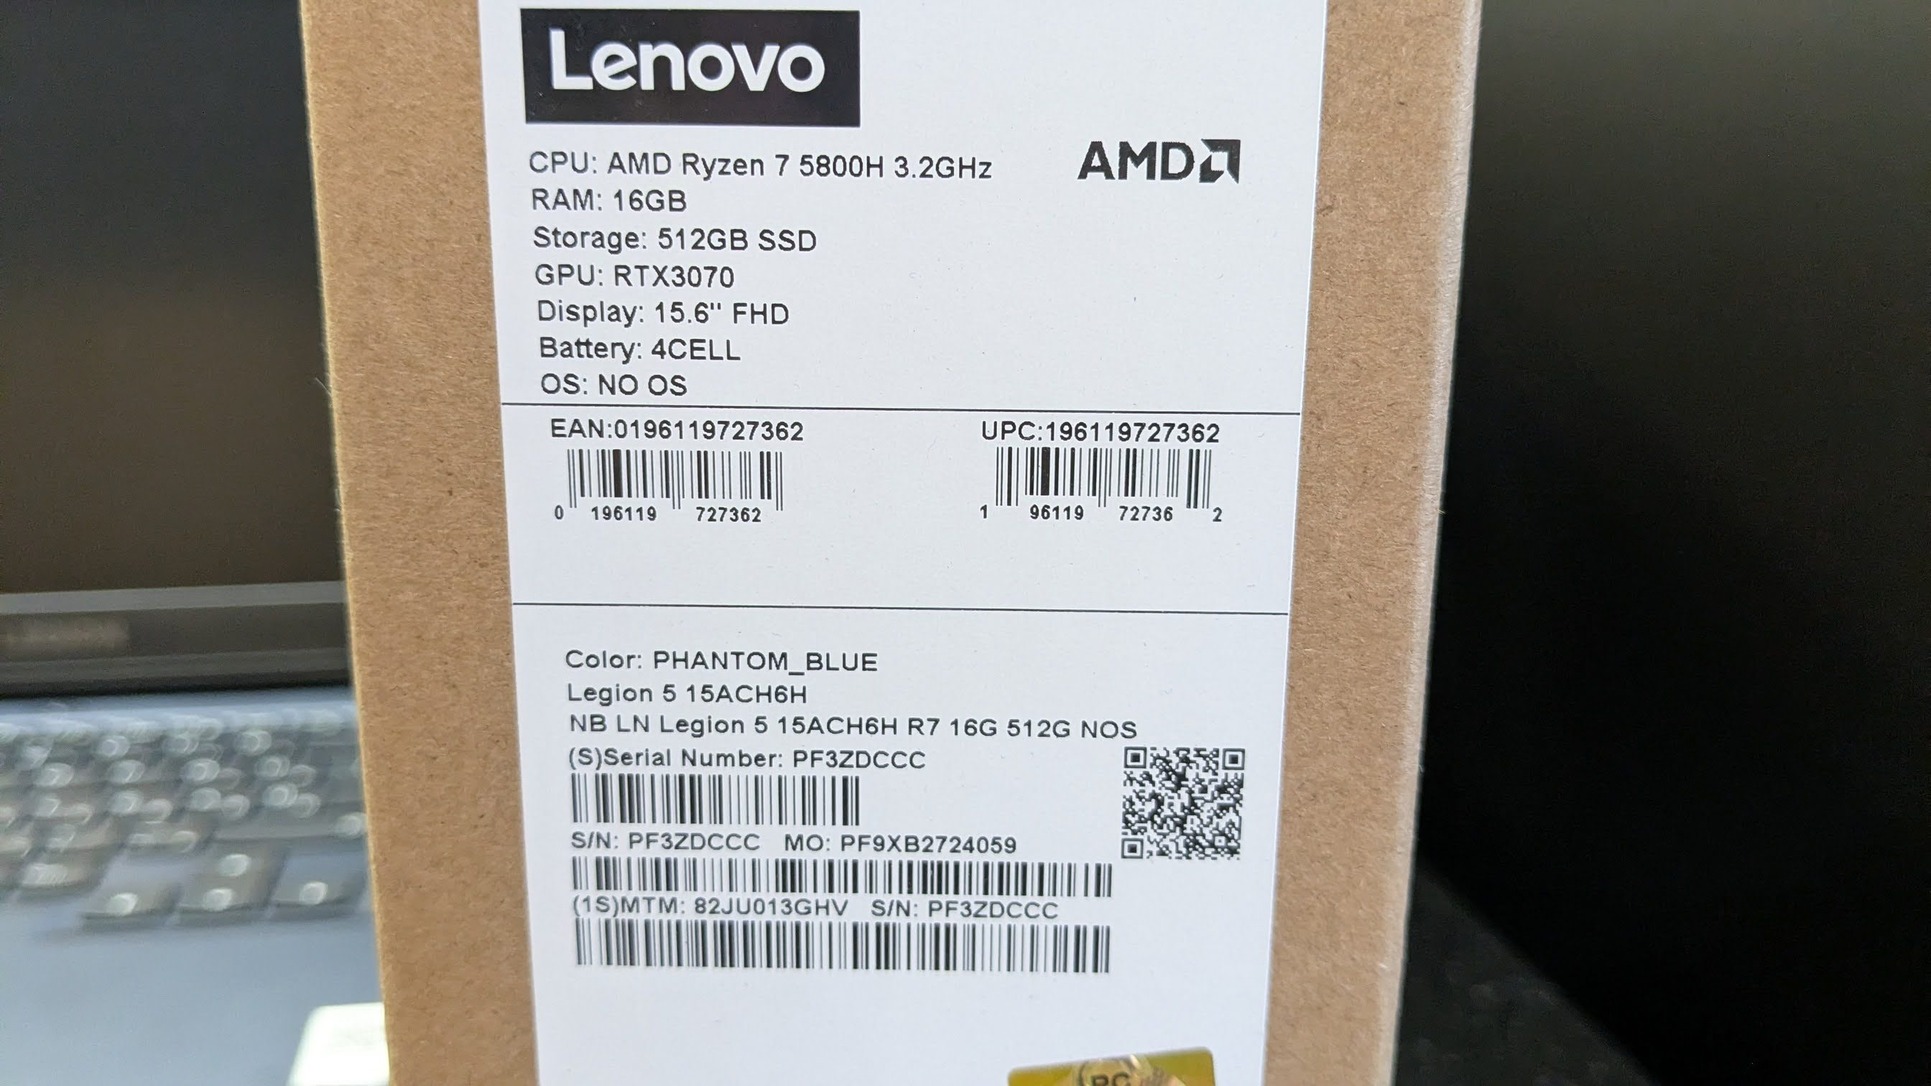 Lenovo
CPU: AMD Ryzen 7 5800H 3.2GHz
AMD
RAM: 16GB
Storage: 512GB SSD
GPU: RTX3070
Display: 15.6" FHD
Battery: 4CELL
OS: NO OS
EAN:0196119727362
UPC:196119727362
0 196119 727362
1 96119 72736 2
Color: PHANTOM_BLUE
Legion 5 15ACH6H
NB LN Legion 5 15ACH6H R7 16G 512G NOS
(S)Serial Number: PF3ZDCCC
S/N: PF3ZDCCC MO: PF9XB2724059
(1S)MTM: 82JU013GHV S/N: PF3ZDCCC